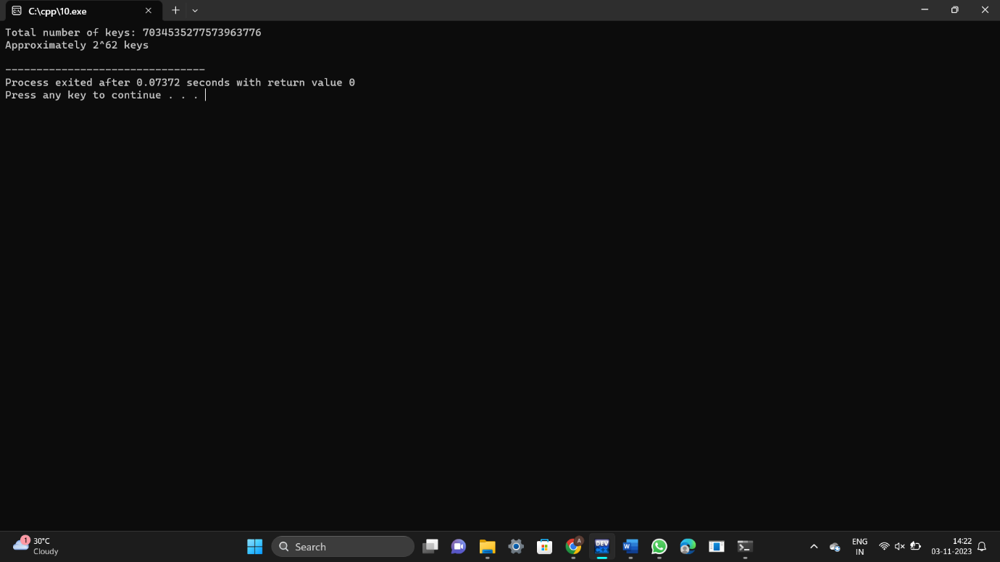 C:\cpp\10.exe
Total number of keys: 7034535277573963776
Approximately 2^62 keys
--------------------------------
Process exited after 0.07372 seconds with return value 0
Press any key to continue . . .
1
30°C
Cloudy
Search
A
DEV
W
ENG
IN
14:22
03-11-2023